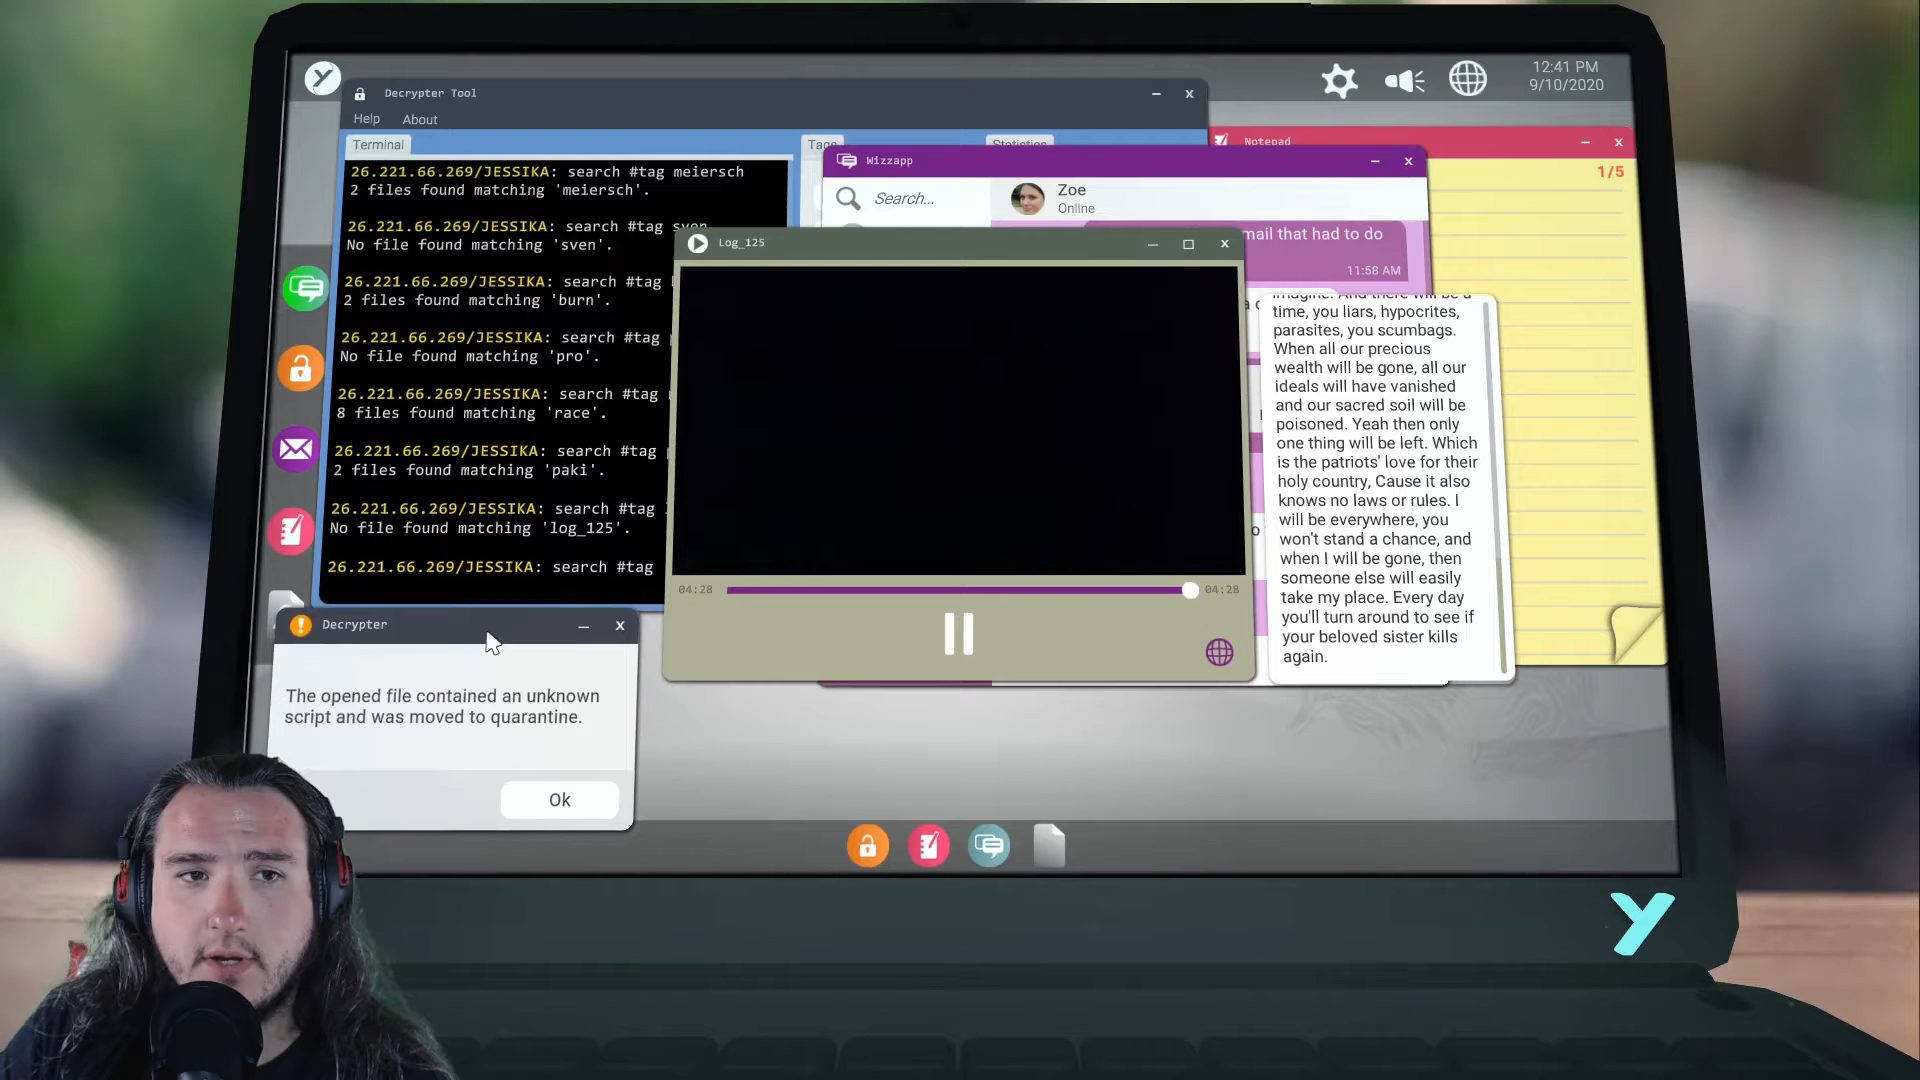 12:41 PM
9/10/2020
Decrypter Tool
Help
About
Terminal
Statistics
26.221.66.269/JESSIKA: search #tag meiersch
2 files found matching 'meiersch'.
26.221.66.269/JESSIKA: search #tag sven
No file found matching 'sven'.
26.221.66.269/JESSIKA: search #tag
2 files found matching 'burn'.
26.221.66.269/JESSIKA: search #tag
No file found matching 'pro'.
26.221.66.269/JESSIKA: search #tag
8 files found matching 'race'.
26.221.66.269/JESSIKA: search #tag
2 files found matching 'paki'.
26.221.66.269/JESSIKA: search #tag
No file found matching 'log_125'.
26.221.66.269/JESSIKA: search #tag
Wizzapp
Search...
Zoe
Online
mail that had to do
11:58 AM
Notepad
1/5
Log_125
04:28
04:28
imagine. And there will be a
time, you liars, hypocrites,
parasites, you scumbags.
When all our precious
wealth will be gone, all our
ideals will have vanished
and our sacred soil will be
poisoned. Yeah then only
one thing will be left. Which
is the patriots' love for their
holy country, Cause it also
knows no laws or rules. I
will be everywhere, you
won't stand a chance, and
when I will be gone, then
someone else will easily
take my place. Every day
you'll turn around to see if
your beloved sister kills
again.
Decrypter
The opened file contained an unknown
script and was moved to quarantine.
Ok